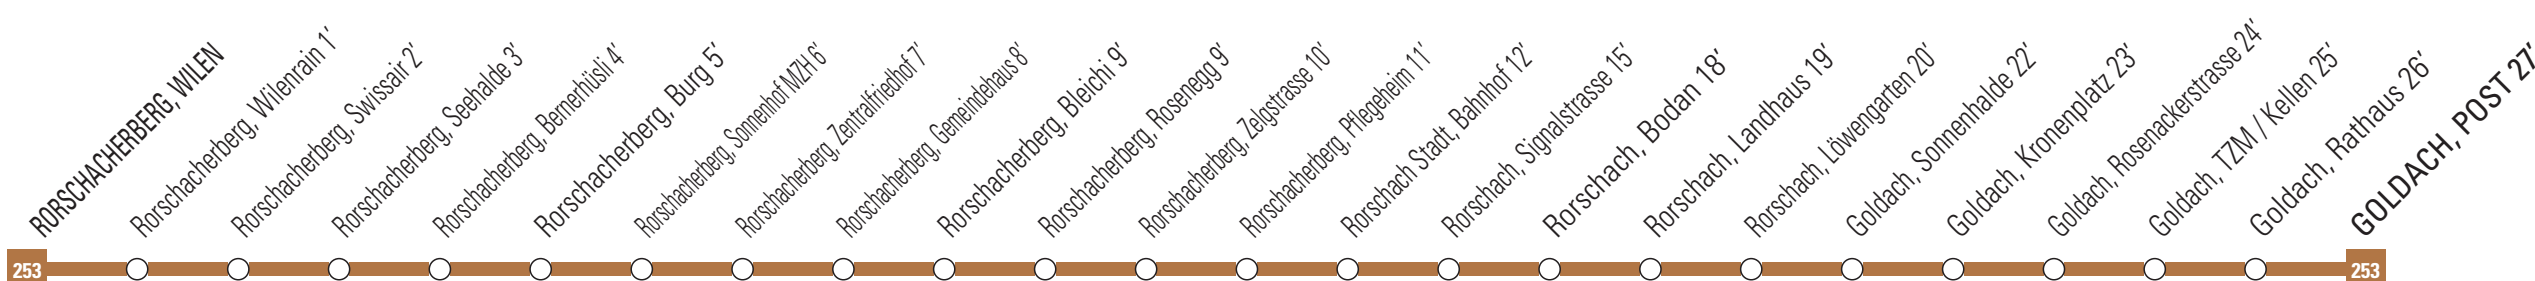 RORSCHACHERBERG, WILEN
Rorschacherberg, Wilenrain 1'
Rorschacherberg, Swissair 2'
Rorschacherberg, Seehalde 3'
Rorschacherberg, Bernerhüsli 4'
Rorschacherberg, Burg 5'
Rorschacherberg, Sonnenhof MZH 6'
Rorschacherberg, Zentralfriedhof 7'
Rorschacherberg, Gemeindehaus 8'
Rorschacherberg, Bleichi 9'
Rorschacherberg, Rosenegg 9'
Rorschacherberg, Zelgstrasse 10'
Rorschacherberg, Pflegeheim 11'
Rorschach Stadt, Bahnhof 12'
Rorschach, Signalstrasse 15'
Rorschach, Bodan 18'
Rorschach, Landhaus 19'
Rorschach, Löwengarten 20'
Goldach, Sonnenhalde 22'
Goldach, Kronenplatz 23'
Goldach, Rosenackerstrasse 24'
Goldach, TZM / Kellen 25'
Goldach, Rathaus 26'
GOLDACH, POST 27'
253
253